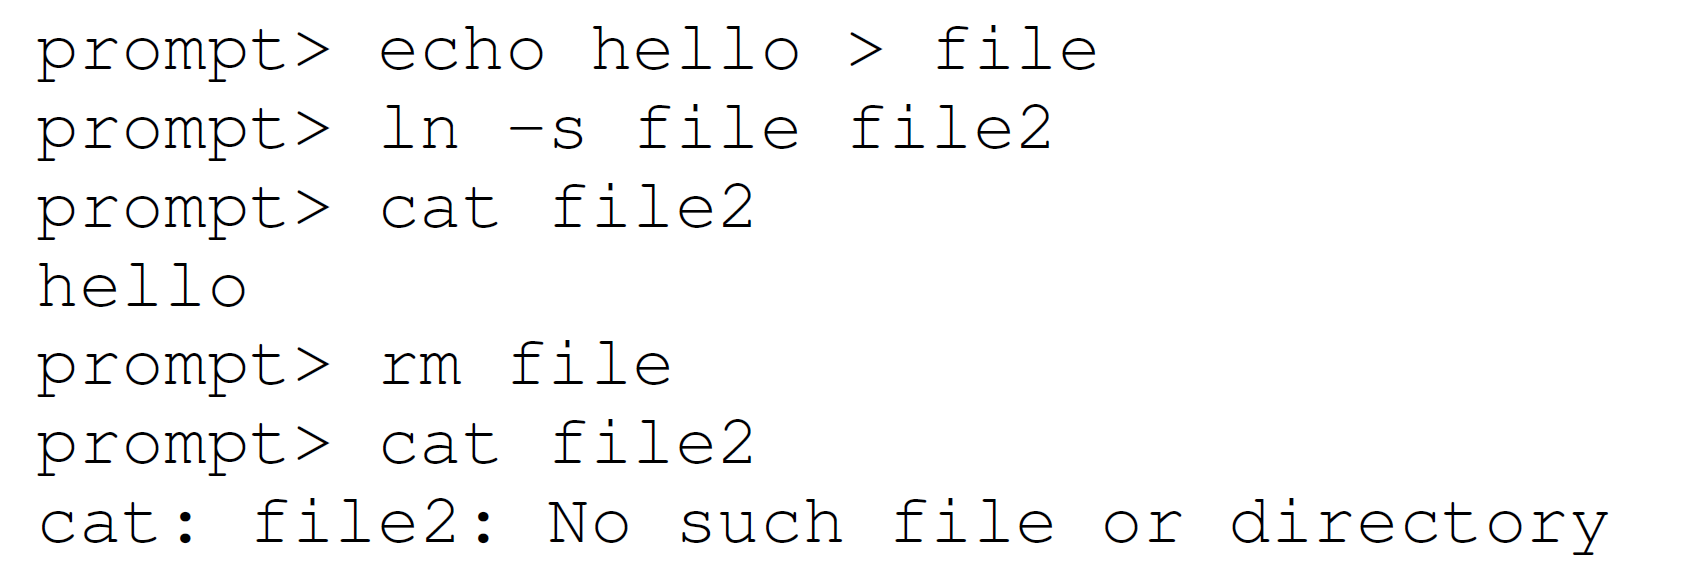 prompt> echo hello > file
prompt> ln -s file file2
prompt> cat file2
hello
prompt> rm file
prompt> cat file2
cat: file2: No such file or directory